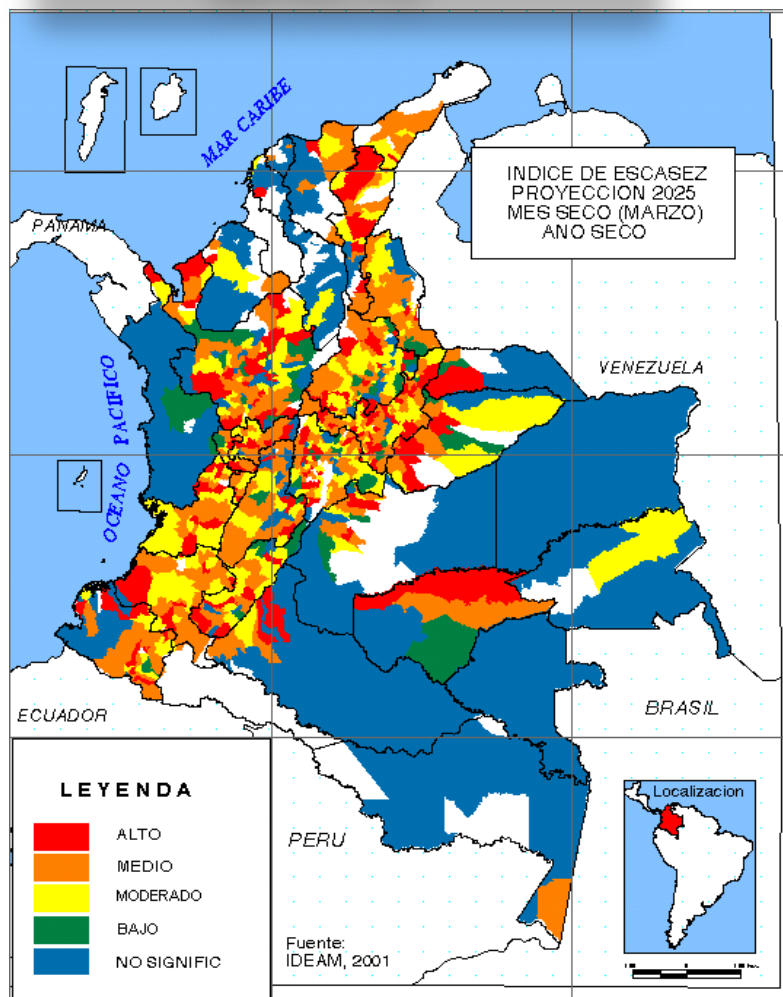 MAR CARIBE
INDICE DE ESCASEZ
PROYECCION 2025
MES SECO (MARZO)
ANO SECO
PANAMA
VENEZUELA
OCEANO PACIFICO
ECUADOR
BRASIL
PERU
LEYENDA
ALTO
MEDIO
MODERADO
BAJO
NO SIGNIFIC
Fuente:
IDEAM, 2001
Localizacion